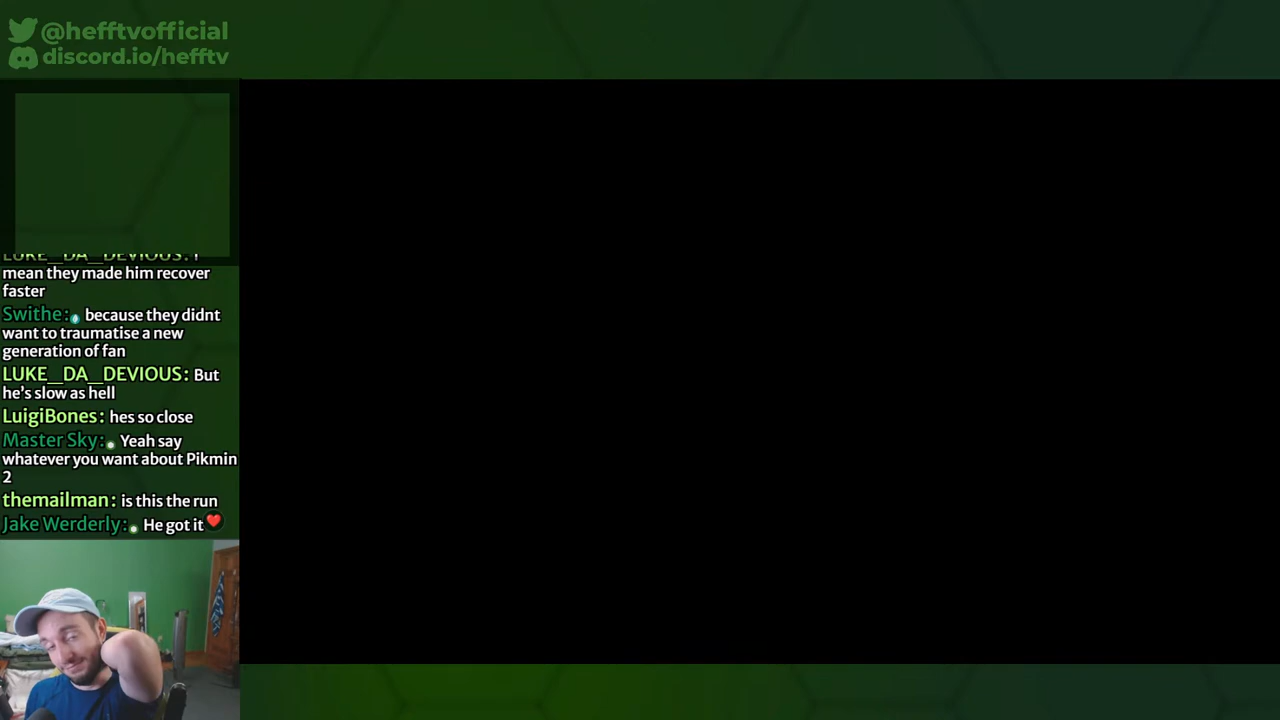 @hefftvofficial
discord.io/hefftv
LUKE_DA_DEVIOUS: I
mean they made him recover
faster
Swithe: because they didnt
want to traumatise a new
generation of fan
LUKE_DA_DEVIOUS: But
he's slow as hell
LuigiBones: hes so close
Master Sky: Yeah say
whatever you want about Pikmin
2
themailman: is this the run
Jake Werderly: He got it❤️